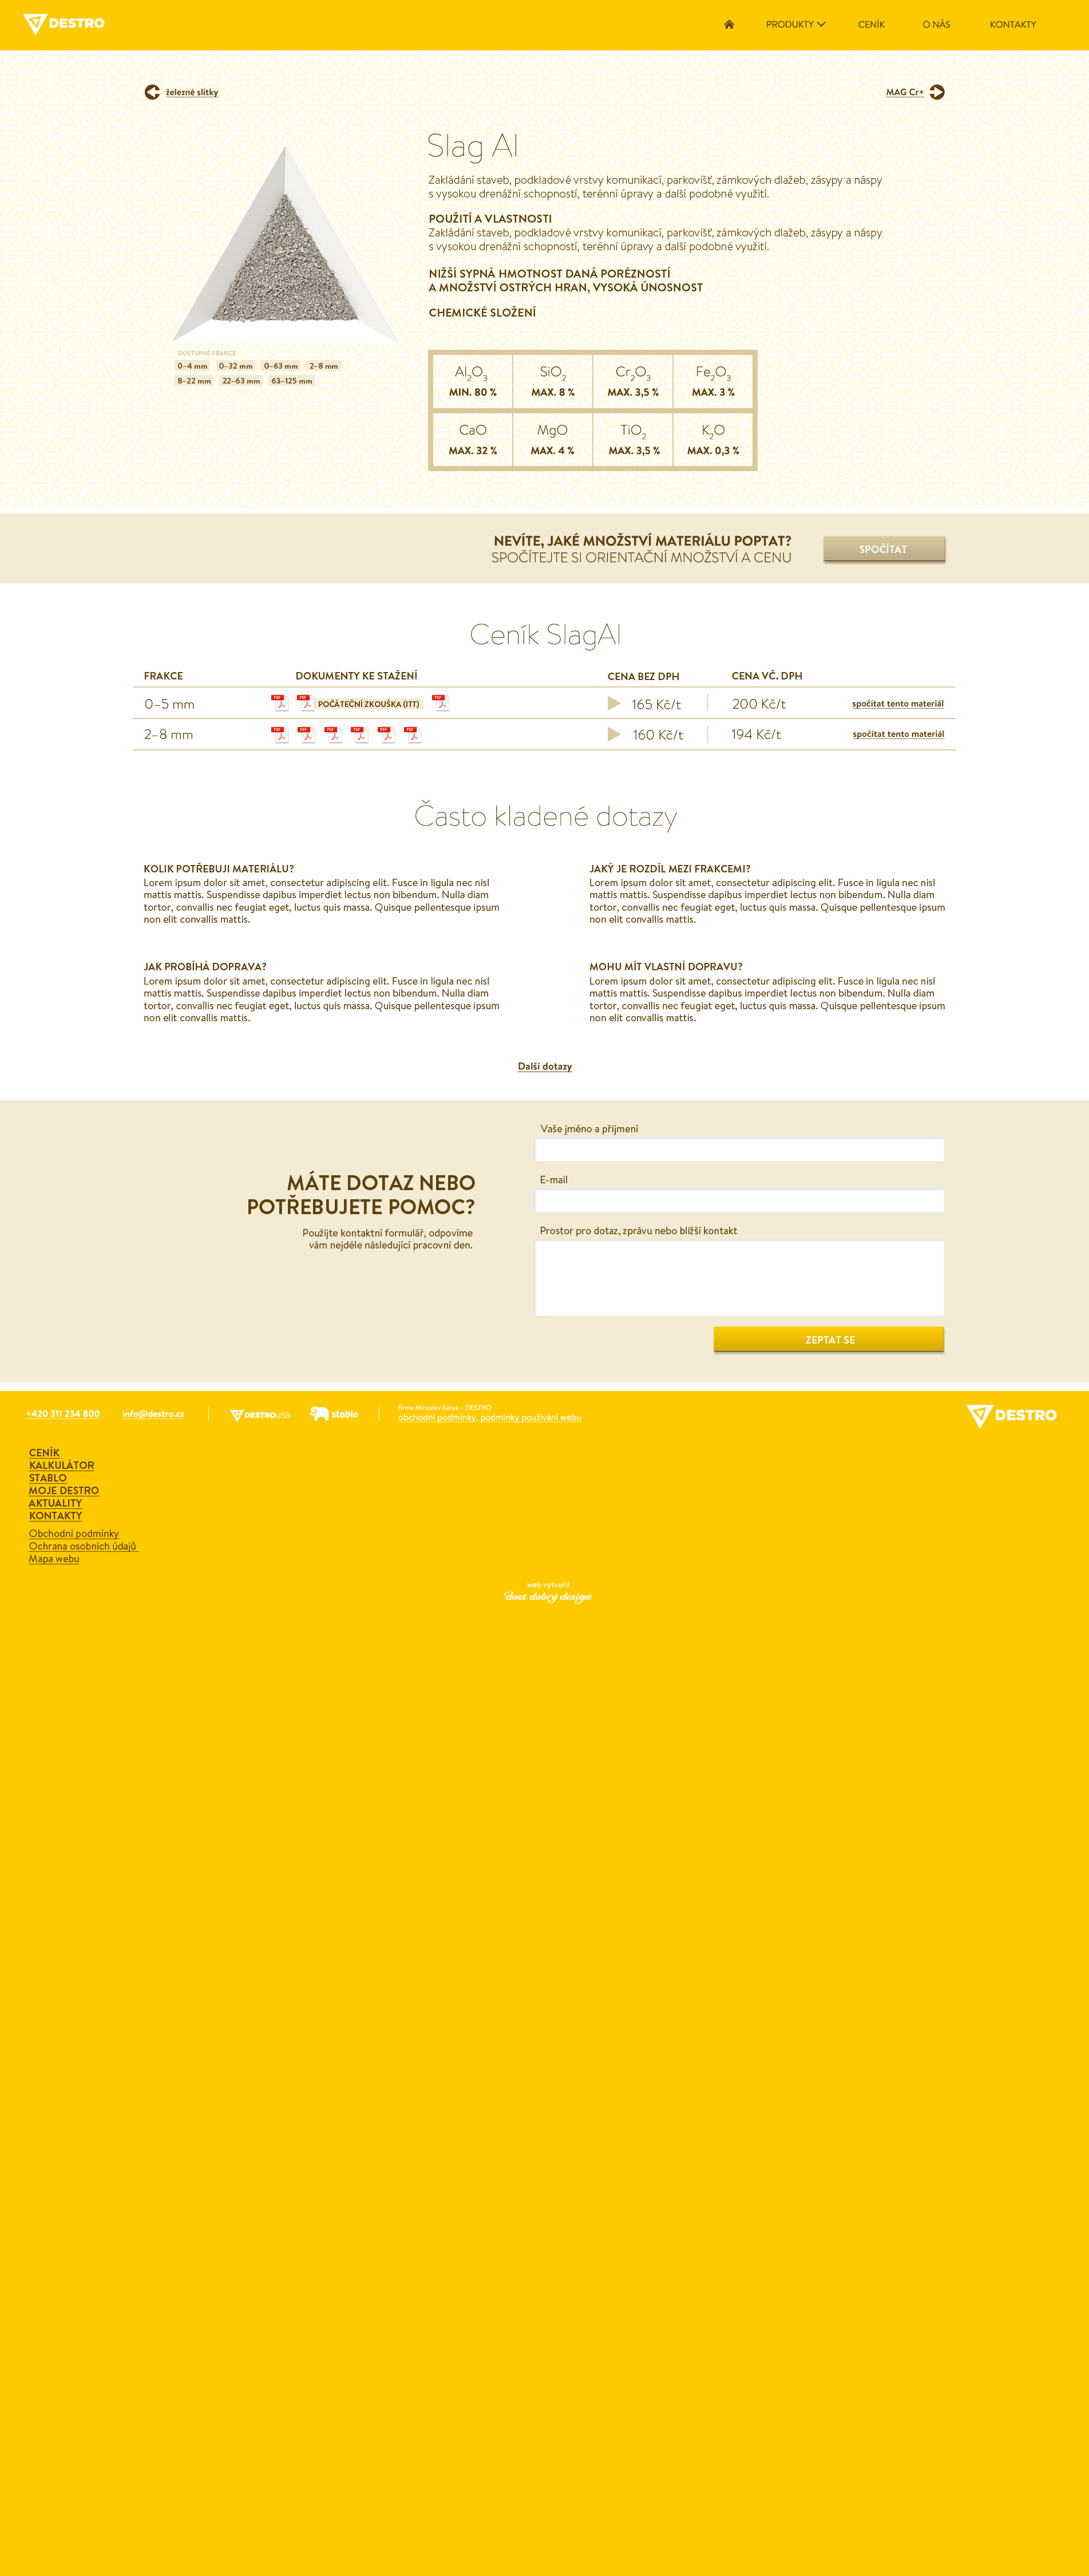 DESTRO
PRODUKTY
CENÍK
O NÁS
KONTAKTY
železné slitky
MAG Cr+
Slag Al
Zakládání staveb, podkladové vrstvy komunikací, parkovišť, zámkových dlažeb, zásypy a náspy
s vysokou drenážní schopností, terénní úpravy a další podobné využití.
POUŽITÍ A VLASTNOSTI
Zakládání staveb, podkladové vrstvy komunikací, parkovišť, zámkových dlažeb, zásypy a náspy
s vysokou drenážní schopností, terénní úpravy a další podobné využití.
NIŽŠÍ SYPNÁ HMOTNOST DANÁ PORÉZNOSTÍ
A MNOŽSTVÍ OSTRÝCH HRAN, VYSOKÁ ÚNOSNOST
CHEMICKÉ SLOŽENÍ
DOSTUPNÉ FRAKCE
0–4 mm 0–32 mm 0–63 mm 2–8 mm
8–22 mm 22–63 mm 63–125 mm
Al2O3 SiO2 Cr2O3 Fe2O3
MIN. 80 % MAX. 8 % MAX. 3,5 % MAX. 3 %
CaO MgO TiO2 K2O
MAX. 32 % MAX. 4 % MAX. 3,5 % MAX. 0,3 %
NEVÍTE, JAKÉ MNOŽSTVÍ MATERIÁLU POPTAT?
SPOČÍTEJTE SI ORIENTAČNÍ MNOŽSTVÍ A CENU
SPOČÍTAT
Ceník SlagAl
FRAKCE DOKUMENTY KE STAŽENÍ CENA BEZ DPH CENA VČ. DPH
0–5 mm PDF PDF POČÁTEČNÍ ZKOUŠKA (ITT) PDF 165 Kč/t 200 Kč/t spočítat tento materiál
2–8 mm PDF PDF PDF PDF PDF PDF 160 Kč/t 194 Kč/t spočítat tento materiál
Často kladené dotazy
KOLIK POTŘEBUJI MATERIÁLU?
Lorem ipsum dolor sit amet, consectetur adipiscing elit. Fusce in ligula nec nisl
mattis mattis. Suspendisse dapibus imperdiet lectus non bibendum. Nulla diam
tortor, convallis nec feugiat eget, luctus quis massa. Quisque pellentesque ipsum
non elit convallis mattis.
JAKÝ JE ROZDÍL MEZI FRAKCEMI?
Lorem ipsum dolor sit amet, consectetur adipiscing elit. Fusce in ligula nec nisl
mattis mattis. Suspendisse dapibus imperdiet lectus non bibendum. Nulla diam
tortor, convallis nec feugiat eget, luctus quis massa. Quisque pellentesque ipsum
non elit convallis mattis.
JAK PROBÍHÁ DOPRAVA?
Lorem ipsum dolor sit amet, consectetur adipiscing elit. Fusce in ligula nec nisl
mattis mattis. Suspendisse dapibus imperdiet lectus non bibendum. Nulla diam
tortor, convallis nec feugiat eget, luctus quis massa. Quisque pellentesque ipsum
non elit convallis mattis.
MOHU MÍT VLASTNÍ DOPRAVU?
Lorem ipsum dolor sit amet, consectetur adipiscing elit. Fusce in ligula nec nisl
mattis mattis. Suspendisse dapibus imperdiet lectus non bibendum. Nulla diam
tortor, convallis nec feugiat eget, luctus quis massa. Quisque pellentesque ipsum
non elit convallis mattis.
Další dotazy
MÁTE DOTAZ NEBO
POTŘEBUJETE POMOC?
Použijte kontaktní formulář, odpovíme
vám nejdéle následující pracovní den.
Vaše jméno a příjmení
E-mail
Prostor pro dotaz, zprávu nebo bližší kontakt
ZEPTAT SE
+420 311 234 800
info@destro.cz
DESTRO USA
stablo
firma Miroslav Karas – DESTRO
obchodní podmínky, podmínky používání webu
DESTRO
CENÍK
KALKULÁTOR
STABLO
MOJE DESTRO
AKTUALITY
KONTAKTY
Obchodní podmínky
Ochrana osobních údajů
Mapa webu
web vytvořil
dost dobrý design